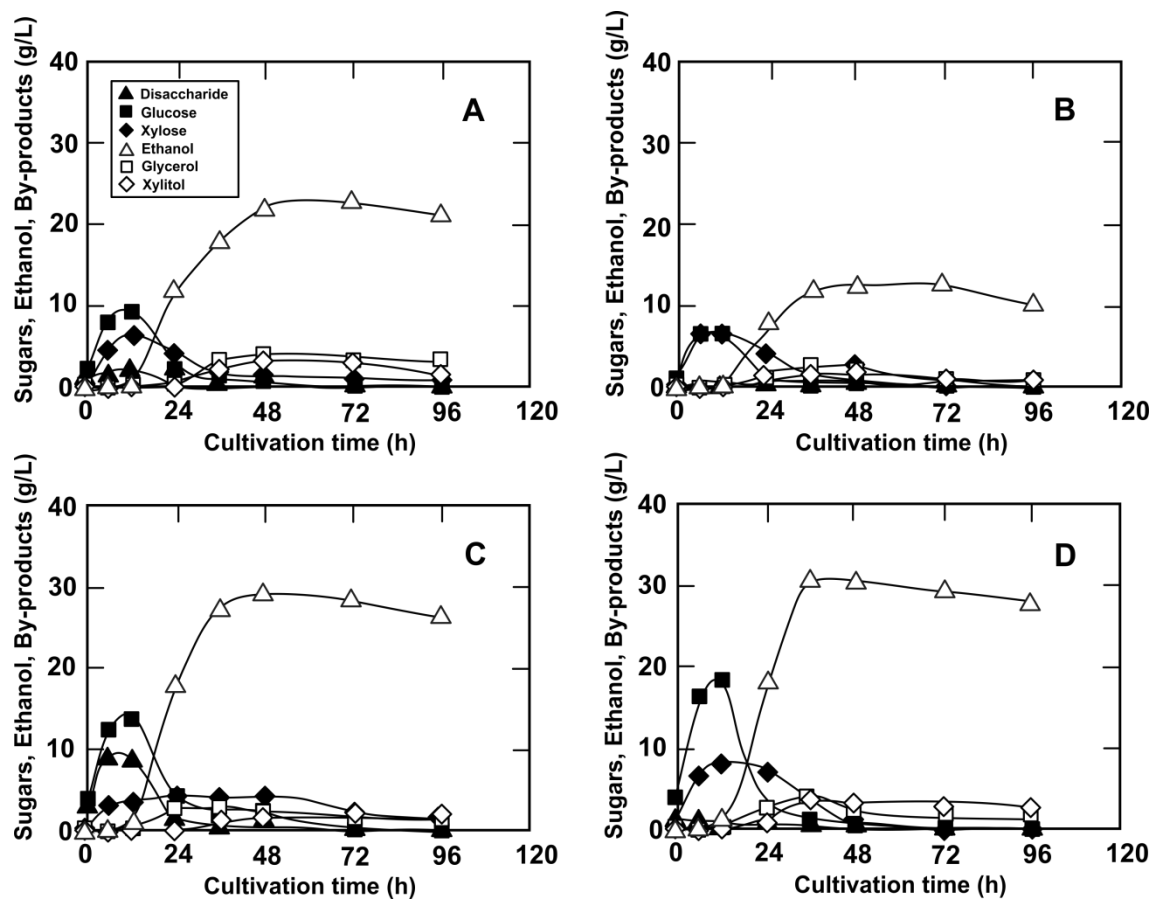 Sugars, Ethanol, By-products (g/L)
40
30
20
10
0
Disaccharide
Glucose
Xylose
Ethanol
Glycerol
Xylitol
A
0 24 48 72 96 120
Cultivation time (h)
Sugars, Ethanol, By-products (g/L)
40
30
20
10
0
B
0 24 48 72 96 120
Cultivation time (h)
Sugars, Ethanol, By-products (g/L)
40
30
20
10
0
C
0 24 48 72 96 120
Cultivation time (h)
Sugars, Ethanol, By-products (g/L)
40
30
20
10
0
D
0 24 48 72 96 120
Cultivation time (h)